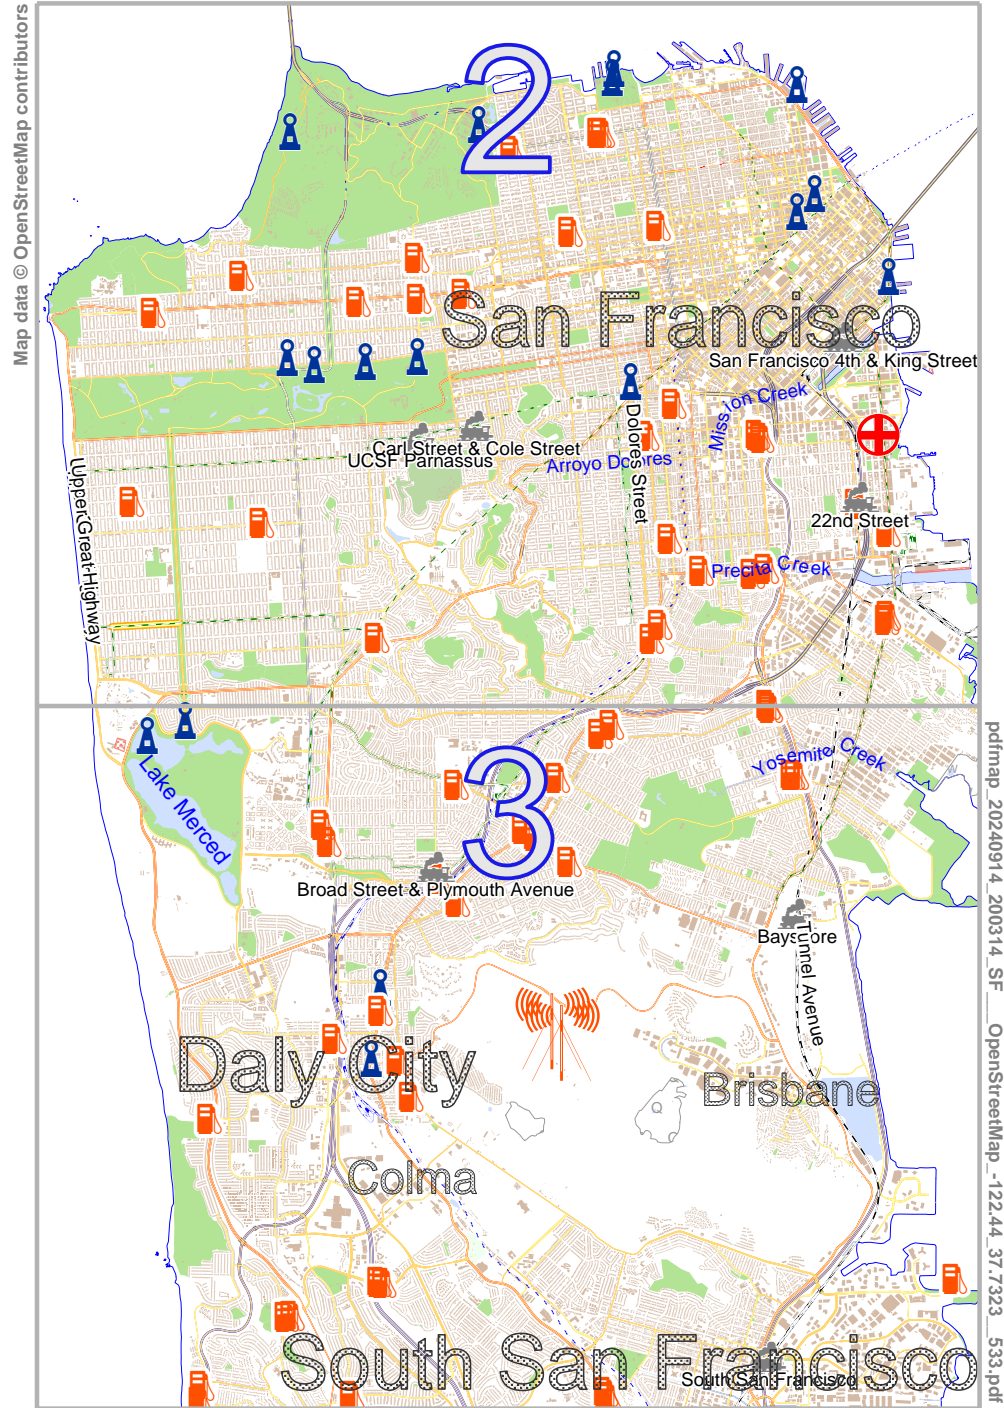 Map data © OpenStreetMap contributors
2
San Francisco
San Francisco 4th & King Street
Mission Creek
Dolores Street
Carl Street & Cole Street
UCSF Parnassus
Arroyo Dolores
Upper Great Highway
22nd Street
Precita Creek
3
Yosemite Creek
Lake Merced
Broad Street & Plymouth Avenue
Bayshore
Tunnel Avenue
Daly City
Brisbane
Colma
South San Francisco
South San Francisco
pdfmap_20240914_200314_SF___OpenStreetMap_-122.44_37.7323__533.pdf